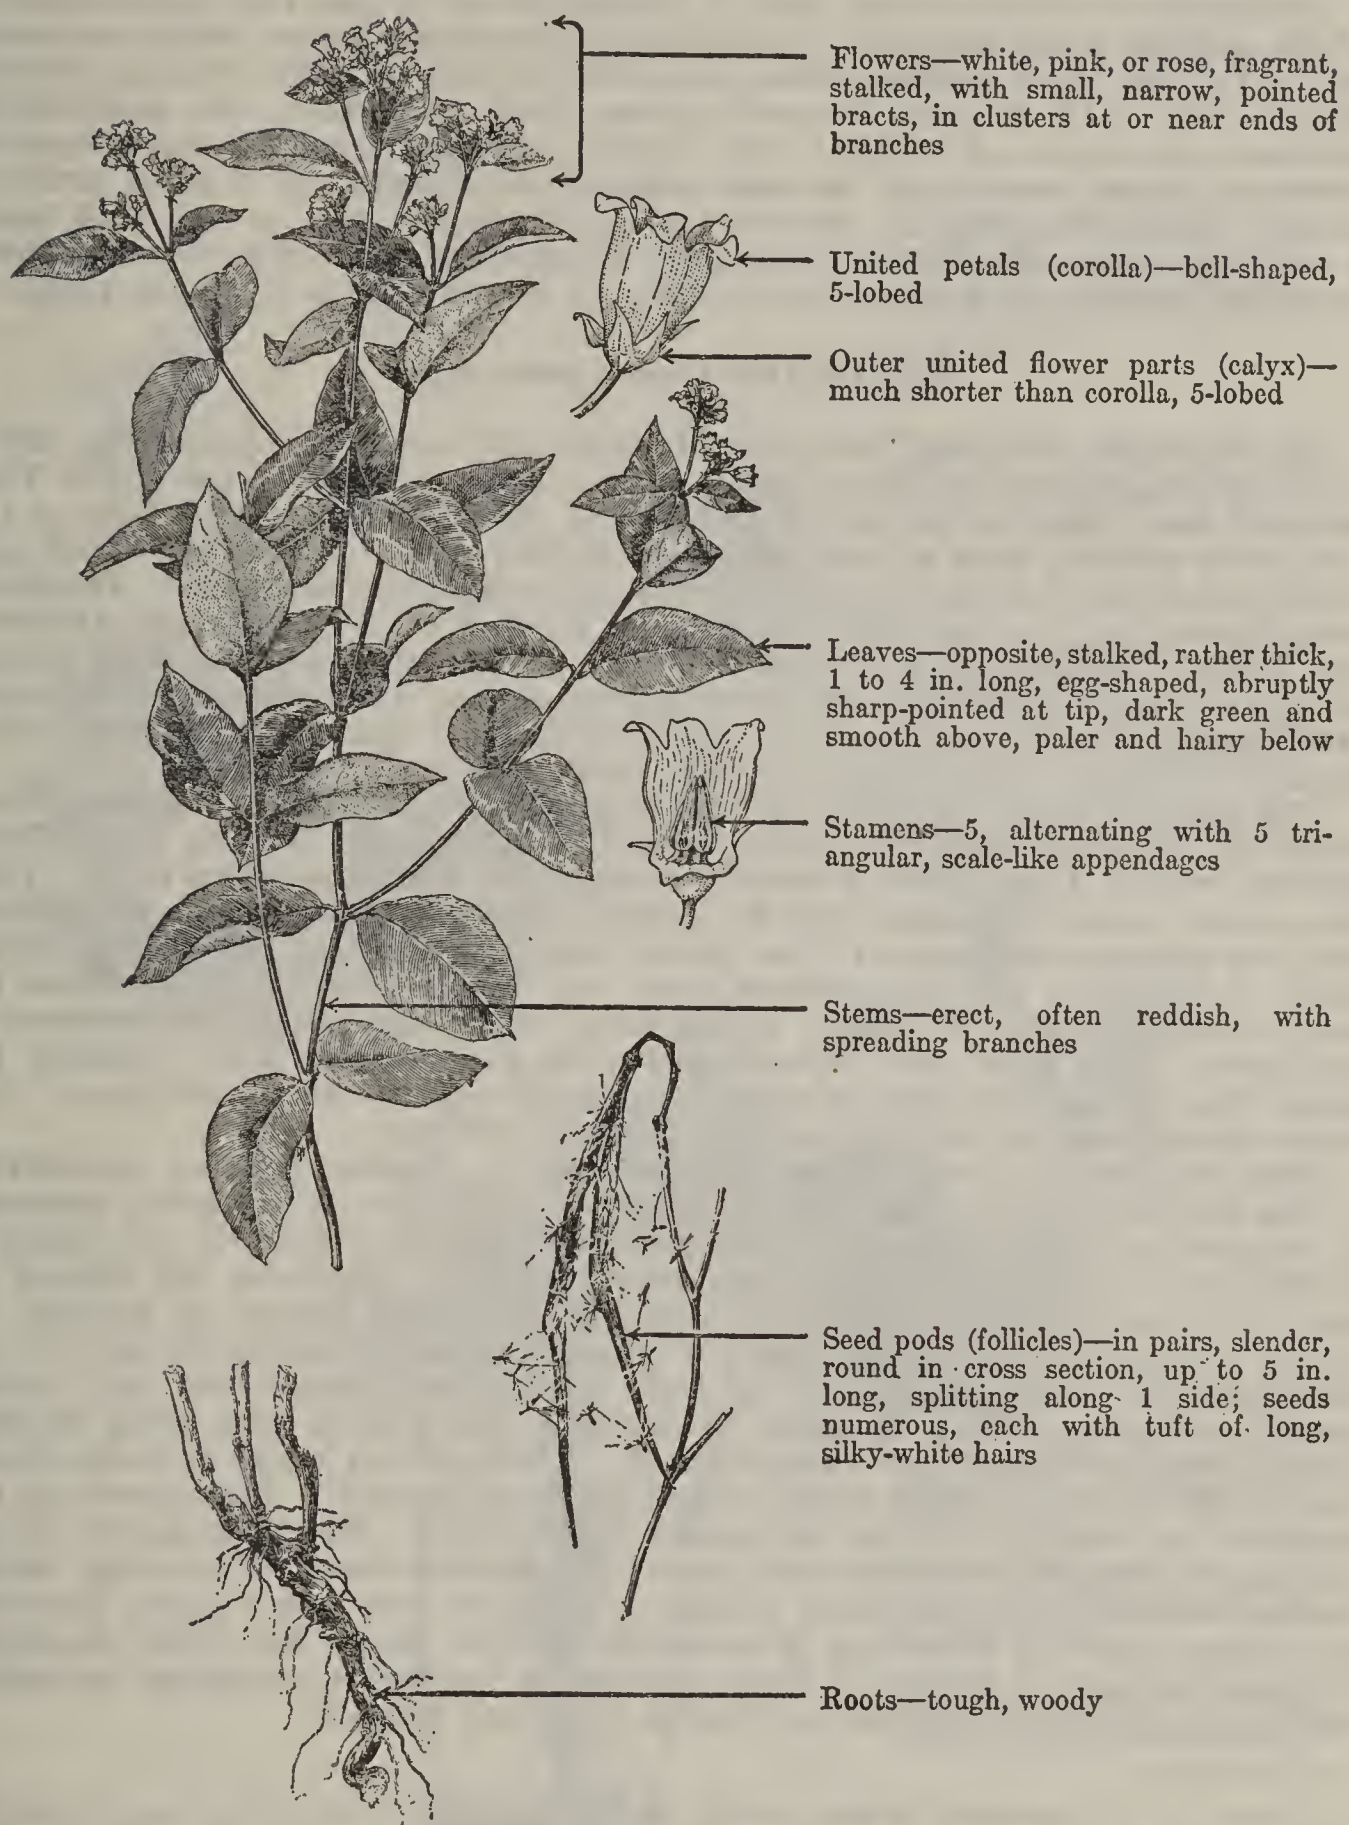 Flowers—white, pink, or rose, fragrant,
stalked, with small, narrow, pointed
bracts, in clusters at or near ends of
branches
United petals (corolla)—bell-shaped,
5-lobed
Outer united flower parts (calyx)—
much shorter than corolla, 5-lobed
Leaves—opposite, stalked, rather thick,
1 to 4 in. long, egg-shaped, abruptly
sharp-pointed at tip, dark green and
smooth above, paler and hairy below
Stamens—5, alternating with 5 tri-
angular, scale-like appendages
Stems—erect, often reddish, with
spreading branches
Seed pods (follicles)—in pairs, slender,
round in cross section, up to 5 in.
long, splitting along 1 side; seeds
numerous, each with tuft of long,
silky-white hairs
Roots—tough, woody